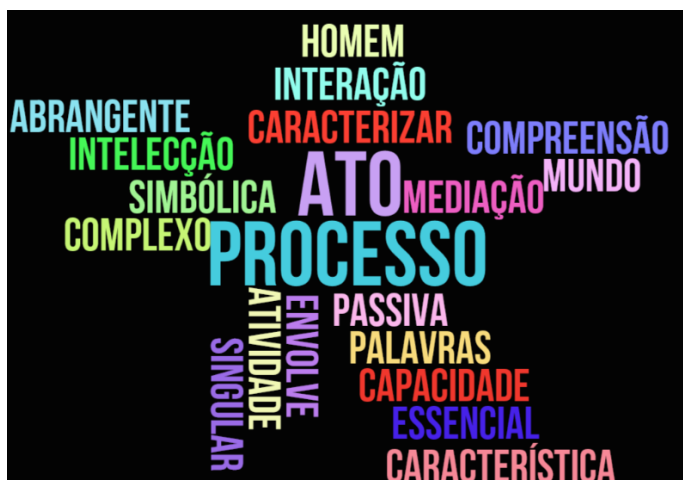 HOMEM
INTERAÇÃO
ABRANGENTE
CARACTERIZAR
COMPREENSÃO
INTELECÇÃO
MUNDO
ATO
SIMBÓLICA
MEDIAÇÃO
COMPLEXO
PROCESSO
ATIVIDADE
ENVOLVE
SINGULAR
PASSIVA
PALAVRAS
CAPACIDADE
ESSENCIAL
CARACTERÍSTICA